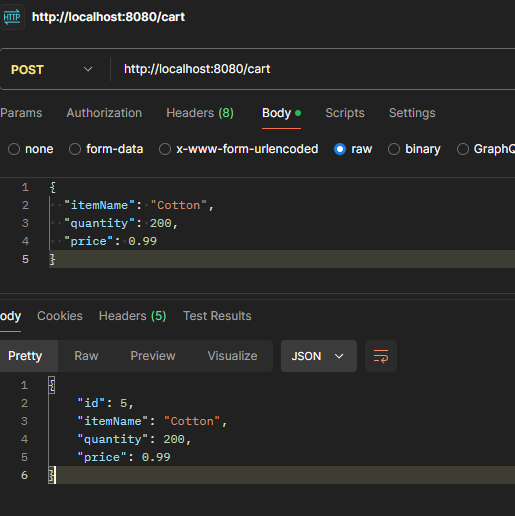 HTTP http://localhost:8080/cart
POST http://localhost:8080/cart
Params Authorization Headers (8) Body Scripts Settings
none form-data x-www-form-urlencoded raw binary GraphQ
1 {
2 "itemName": "Cotton",
3 "quantity": 200,
4 "price": 0.99
5 }
ody Cookies Headers (5) Test Results
Pretty Raw Preview Visualize JSON
1 {
2 "id": 5,
3 "itemName": "Cotton",
4 "quantity": 200,
5 "price": 0.99
6 }